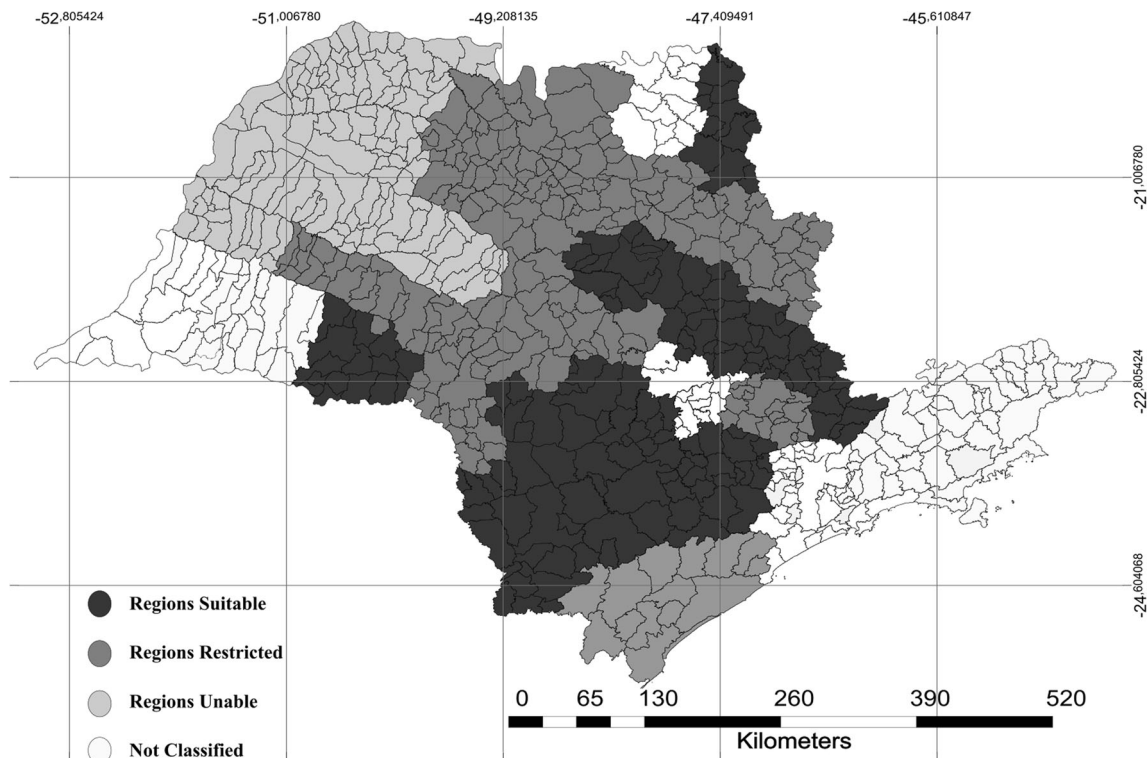 -52.805424 -51.006780 -49.208135 -47.409491 -45.610847
-21.006780
-22.805424
-24.604068
Regions Suitable
Regions Restricted
Regions Unable
Not Classified
0 65 130 260 390 520
Kilometers